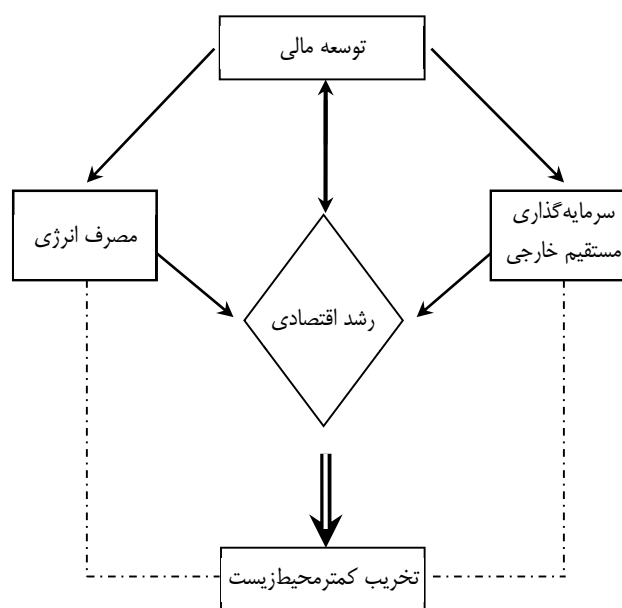 توسعه مالی
سرمایه‌گذاری
مستقیم خارجی
مصرف انرژی
رشد اقتصادی
تخریب کمترمحیط‌زیست